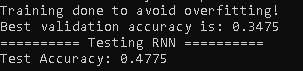 Training done to avoid overfitting!
Best validation accuracy is: 0.3475
========== Testing RNN ==========
Test Accuracy: 0.4775